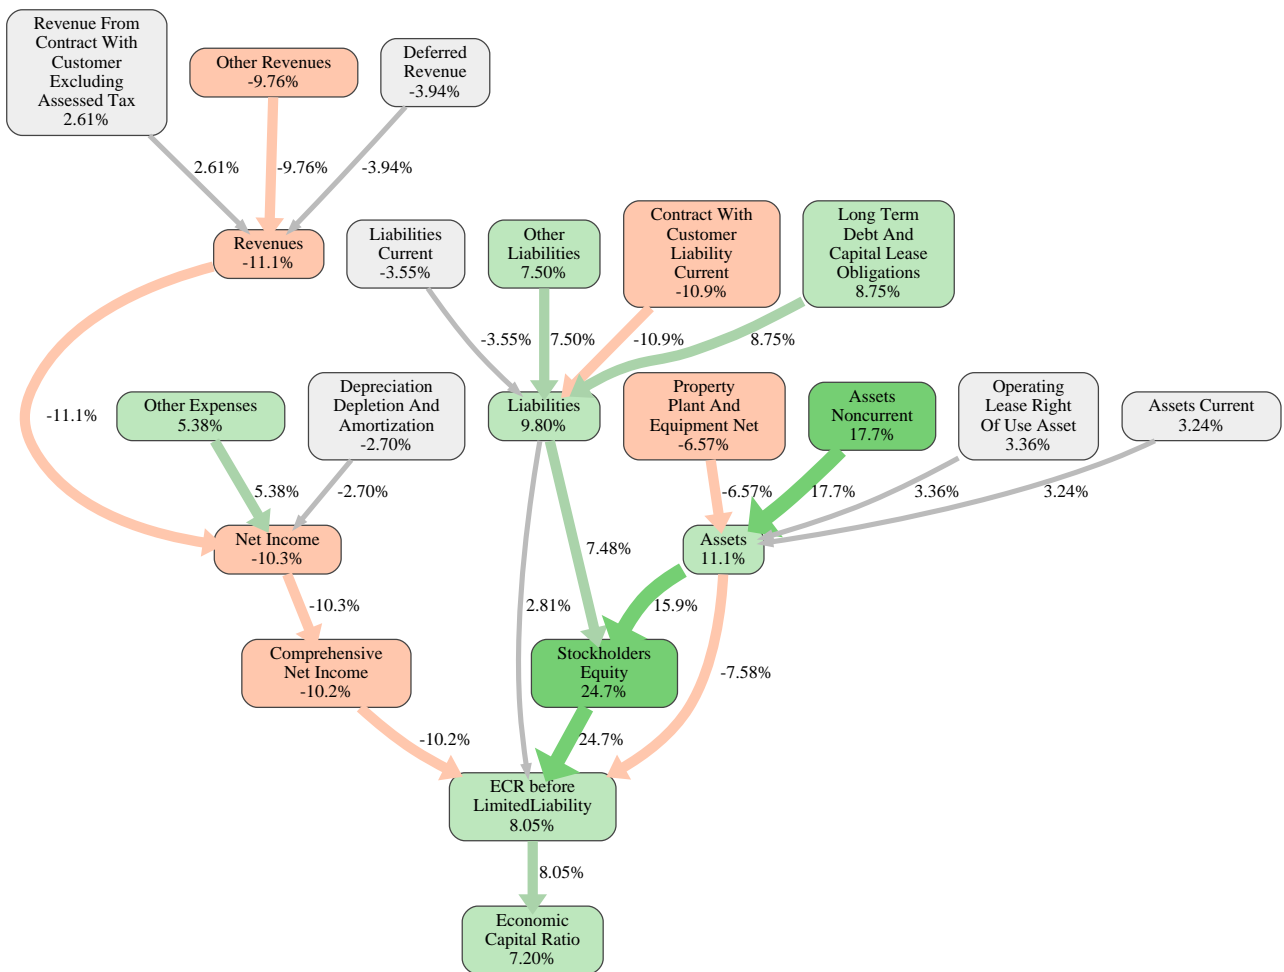 Revenue From
Contract With
Customer
Excluding
Assessed Tax
2.61%
Other Revenues
-9.76%
Deferred
Revenue
-3.94%
2.61%
-9.76%
-3.94%
Revenues
-11.1%
Liabilities
Current
-3.55%
Other
Liabilities
7.50%
Contract With
Customer
Liability
Current
-10.9%
Long Term
Debt And
Capital Lease
Obligations
8.75%
-3.55%
7.50%
-10.9%
8.75%
-11.1%
Other Expenses
5.38%
Depreciation
Depletion And
Amortization
-2.70%
Liabilities
9.80%
Property
Plant And
Equipment Net
-6.57%
Assets
Noncurrent
17.7%
Operating
Lease Right
Of Use Asset
3.36%
Assets Current
3.24%
5.38%
-2.70%
-6.57%
17.7%
3.36%
3.24%
Net Income
-10.3%
7.48%
Assets
11.1%
-10.3%
2.81%
15.9%
Comprehensive
Net Income
-10.2%
Stockholders
Equity
24.7%
-7.58%
-10.2%
24.7%
ECR before
LimitedLiability
8.05%
8.05%
Economic
Capital Ratio
7.20%